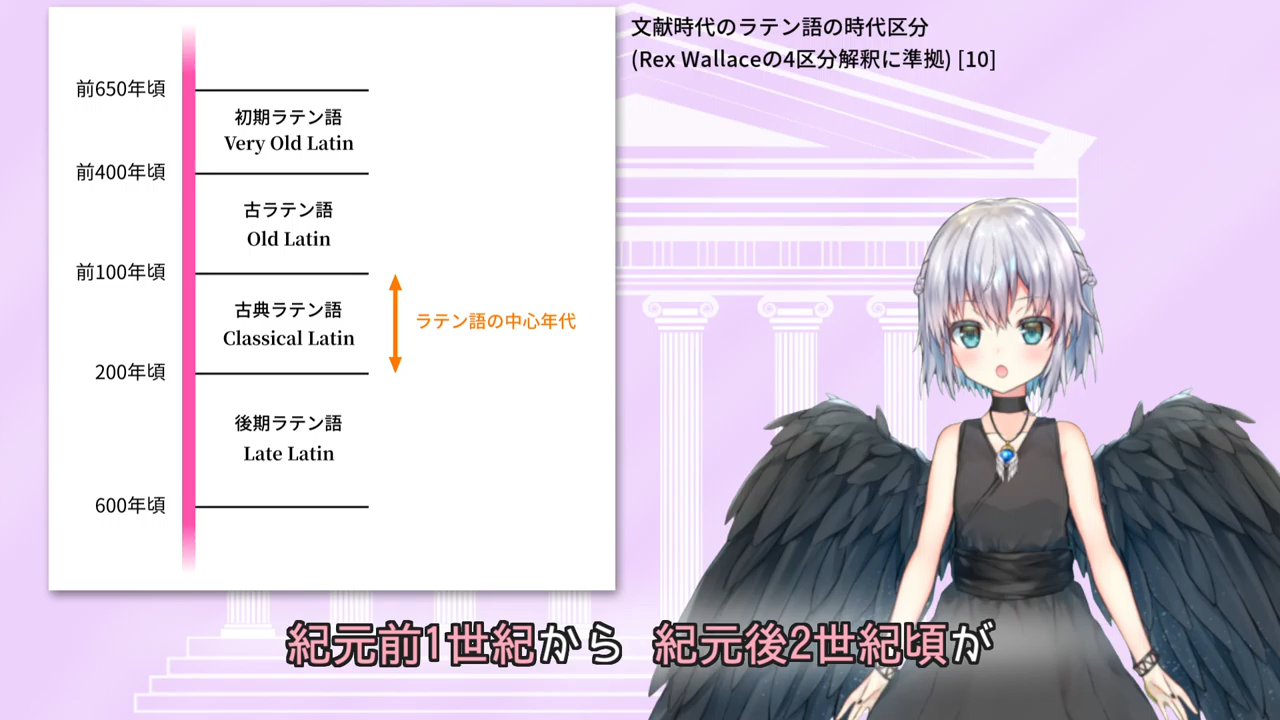 文献時代のラテン語の時代区分
(Rex Wallaceの4区分解釈に準拠) [10]
前650年頃
初期ラテン語
Very Old Latin
前400年頃
古ラテン語
Old Latin
前100年頃
古典ラテン語
Classical Latin
ラテン語の中心年代
200年頃
後期ラテン語
Late Latin
600年頃
紀元前1世紀から 紀元後2世紀頃が